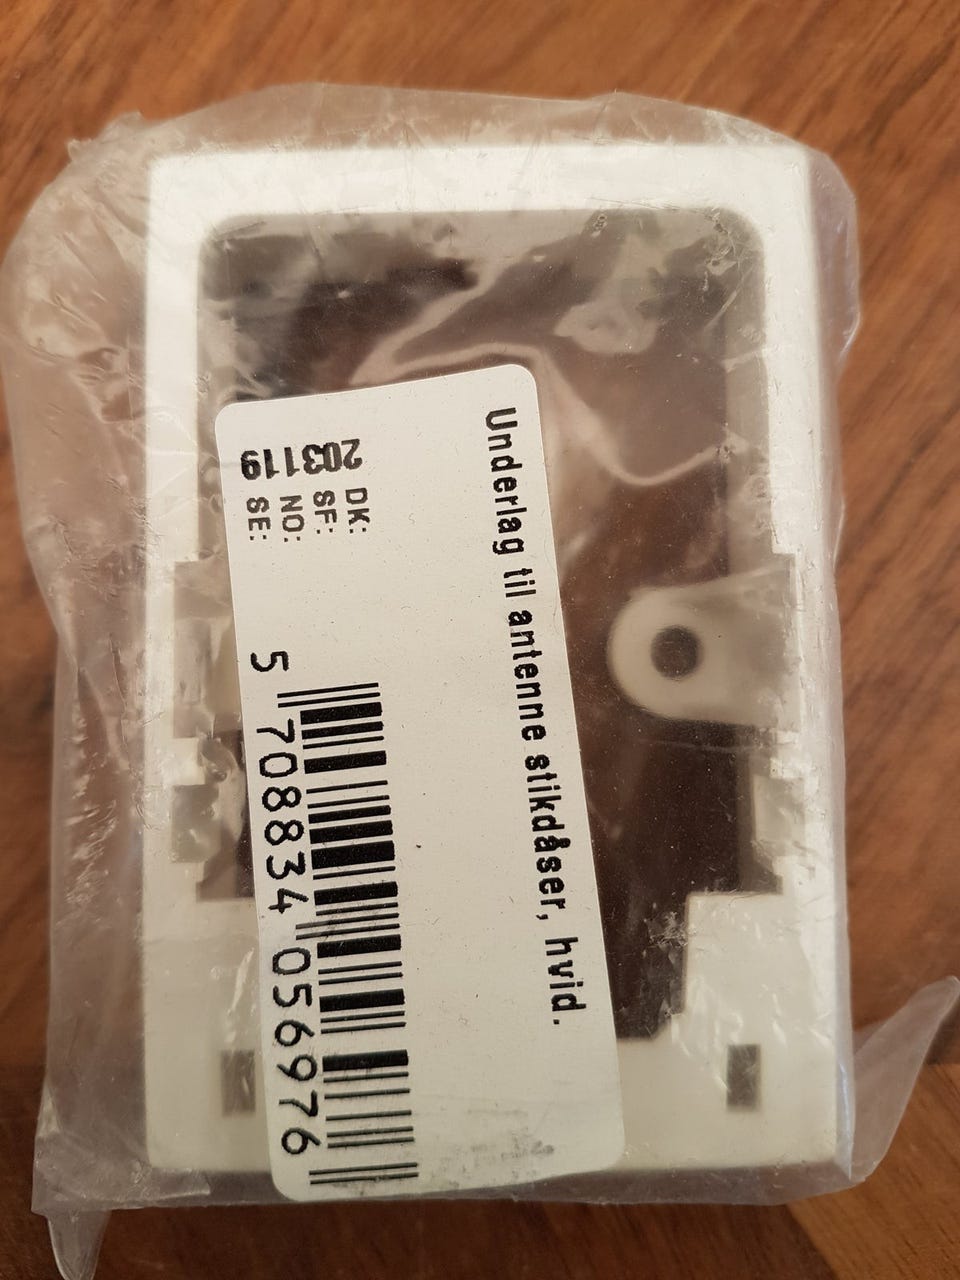 Underlag til antenne stikdåser, hvid.
DK:
SF:
NO:
SE:
203119
5 708834 056976